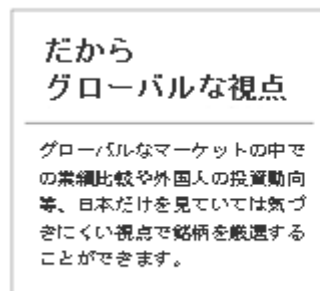 だから
グローバルな視点
グローバルなマーケットの中で
の業績比較や外国人の投資動向
等、日本だけを見ていては気づ
きにくい視点で銘柄を厳選する
ことができます。